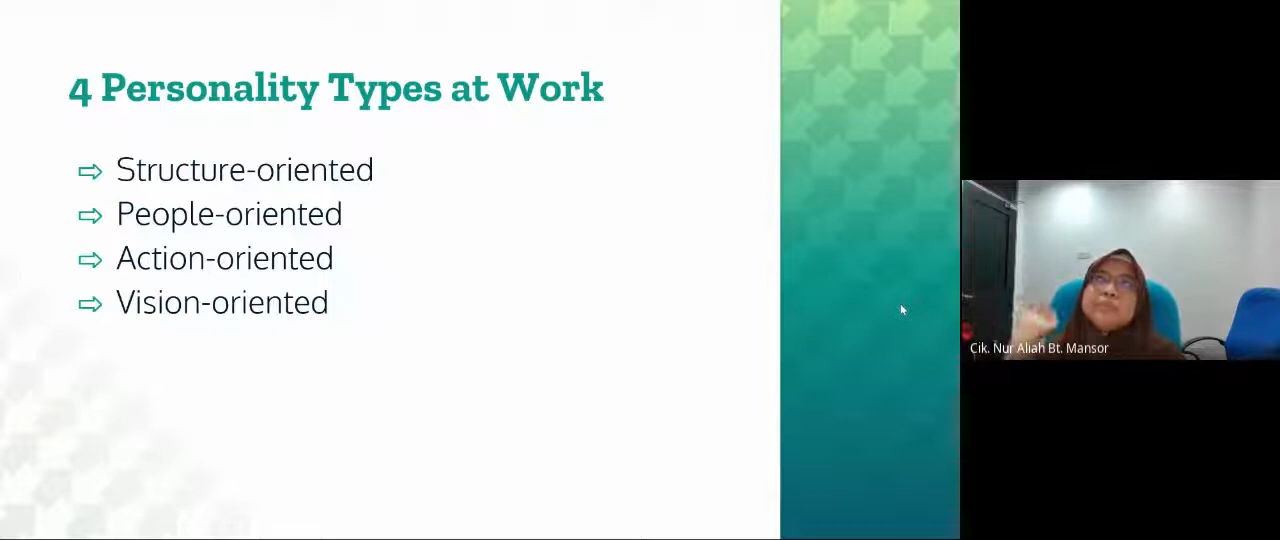 4 Personality Types at Work
⇨ Structure-oriented
⇨ People-oriented
⇨ Action-oriented
⇨ Vision-oriented
Cik. Nur Aliah Bt. Mansor